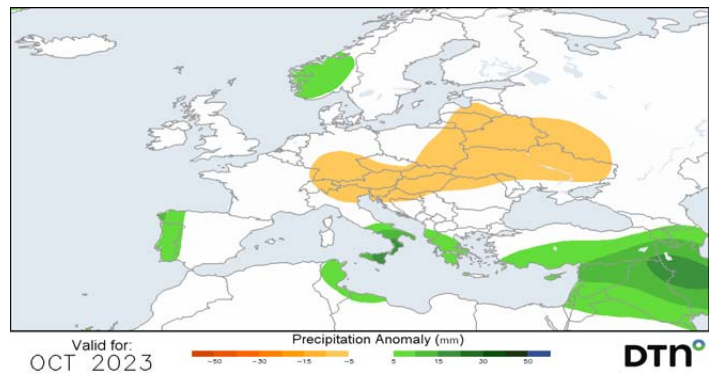 Valid for:
OCT 2023
Precipitation Anomaly (mm)
-50 -30 -15 -5 5 15 30 50
DTN